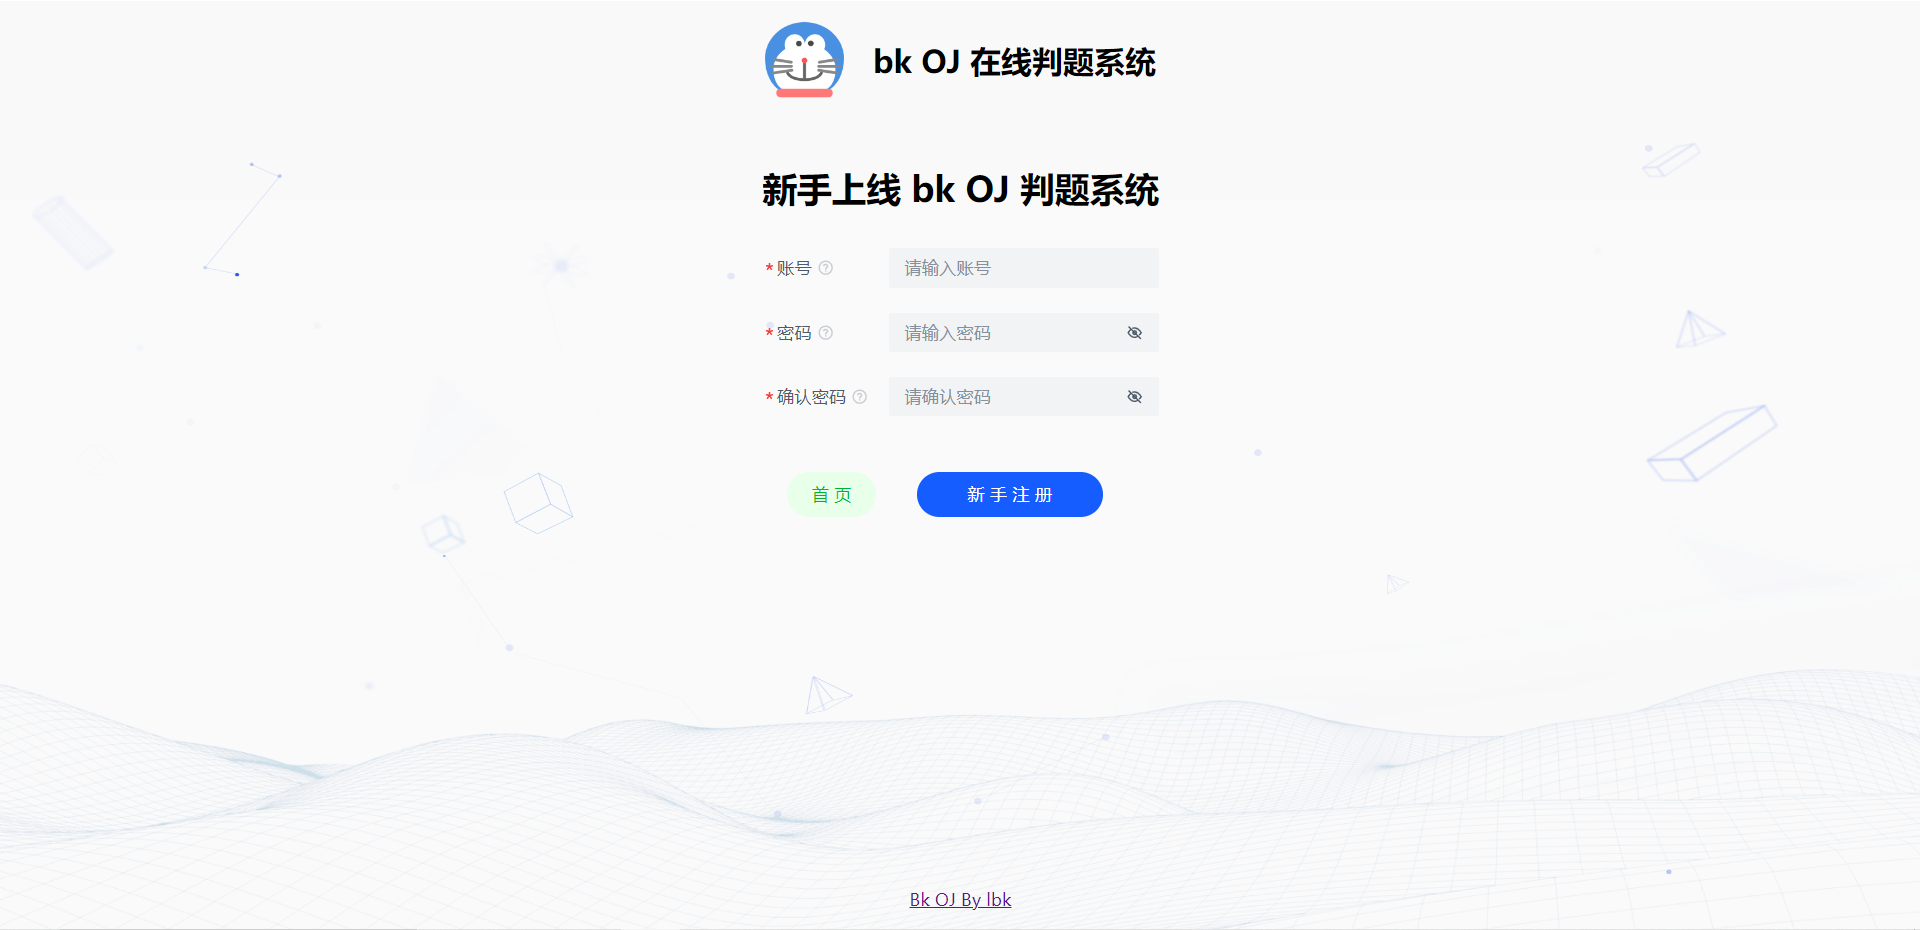 bk OJ 在线判题系统
新手上线 bk OJ 判题系统
* 账号 ?
请输入账号
* 密码 ?
请输入密码
* 确认密码 ?
请确认密码
首 页
新 手 注 册
Bk OJ By lbk